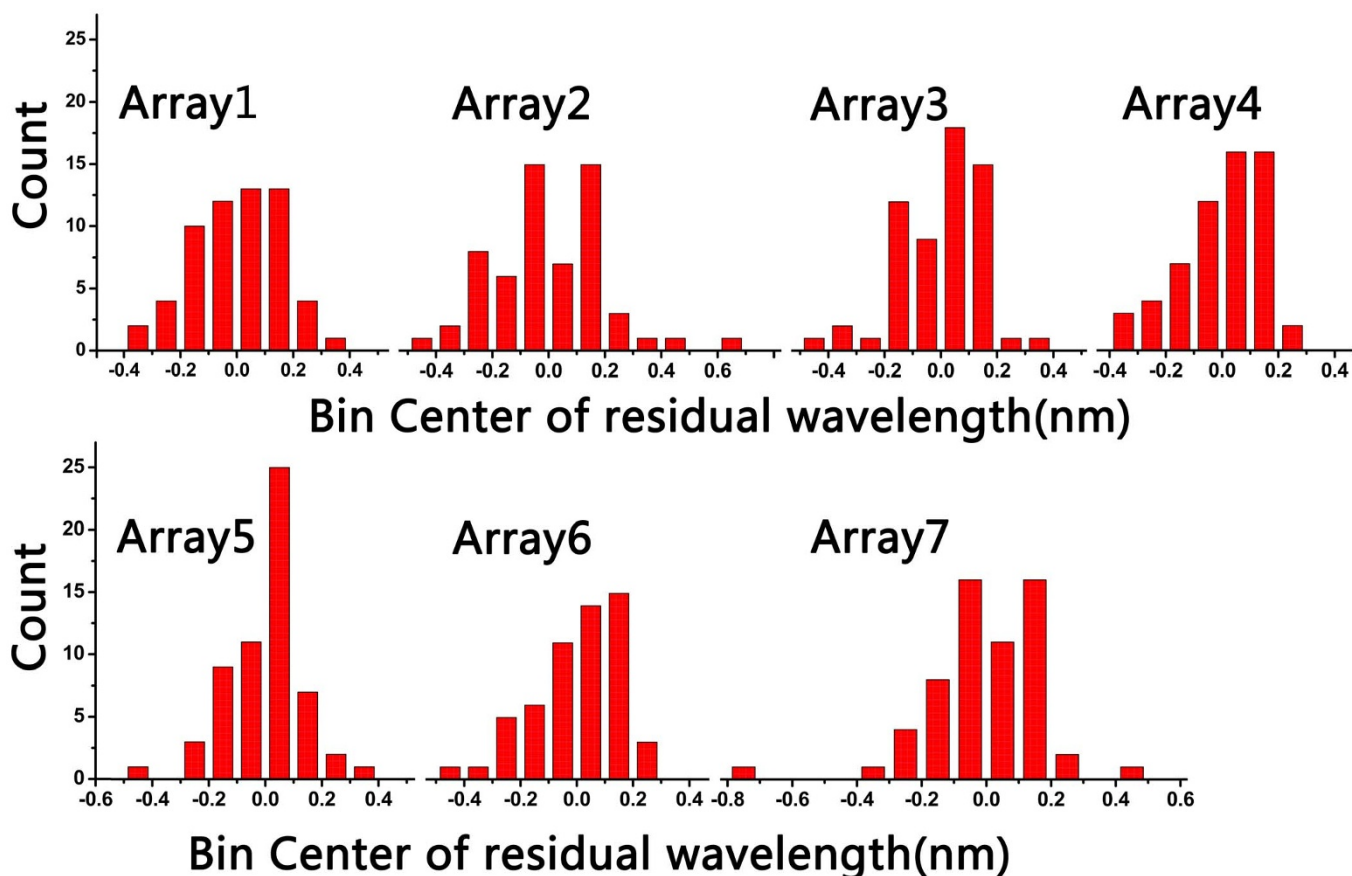 25
20
15
10
5
0
Count
Array1
Array2
Array3
Array4
-0.4 -0.2 0.0 0.2 0.4
-0.4 -0.2 0.0 0.2 0.4 0.6
-0.4 -0.2 0.0 0.2 0.4
-0.4 -0.2 0.0 0.2 0.4
Bin Center of residual wavelength(nm)
25
20
15
10
5
0
Count
Array5
Array6
Array7
-0.6 -0.4 -0.2 0.0 0.2 0.4
-0.4 -0.2 0.0 0.2 0.4
-0.8 -0.6 -0.4 -0.2 0.0 0.2 0.4 0.6
Bin Center of residual wavelength(nm)